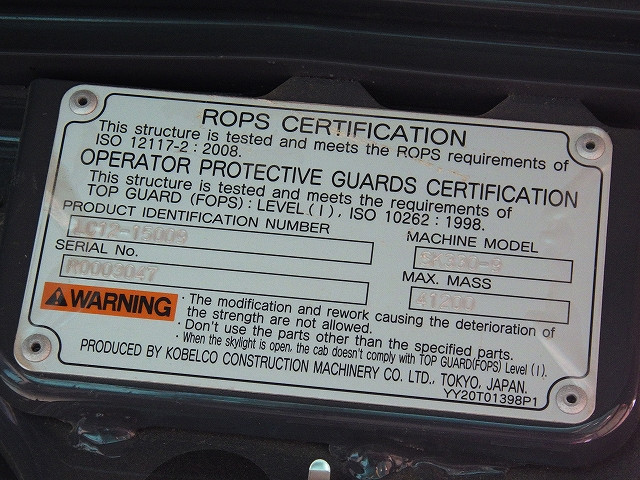 ROPS CERTIFICATION
This structure is tested and meets the ROPS requirements of
ISO 12117-2 : 2008.
OPERATOR PROTECTIVE GUARDS CERTIFICATION
This structure is tested and meets the requirements of
TOP GUARD (FOPS) : LEVEL ( I ) , ISO 10262 : 1998.
PRODUCT IDENTIFICATION NUMBER
LC12-15009
MACHINE MODEL
SERIAL No.
R00U3047
MAX. MASS
41200
WARNING
· The modification and rework causing the deterioration of
the strength are not allowed.
· Don't use the parts other than the specified parts.
· When the skylight is open, the cab doesn't comply with TOP GUARD(FOPS) Level ( I ).
PRODUCED BY KOBELCO CONSTRUCTION MACHINERY CO. LTD., TOKYO, JAPAN.
YY20T01398P1